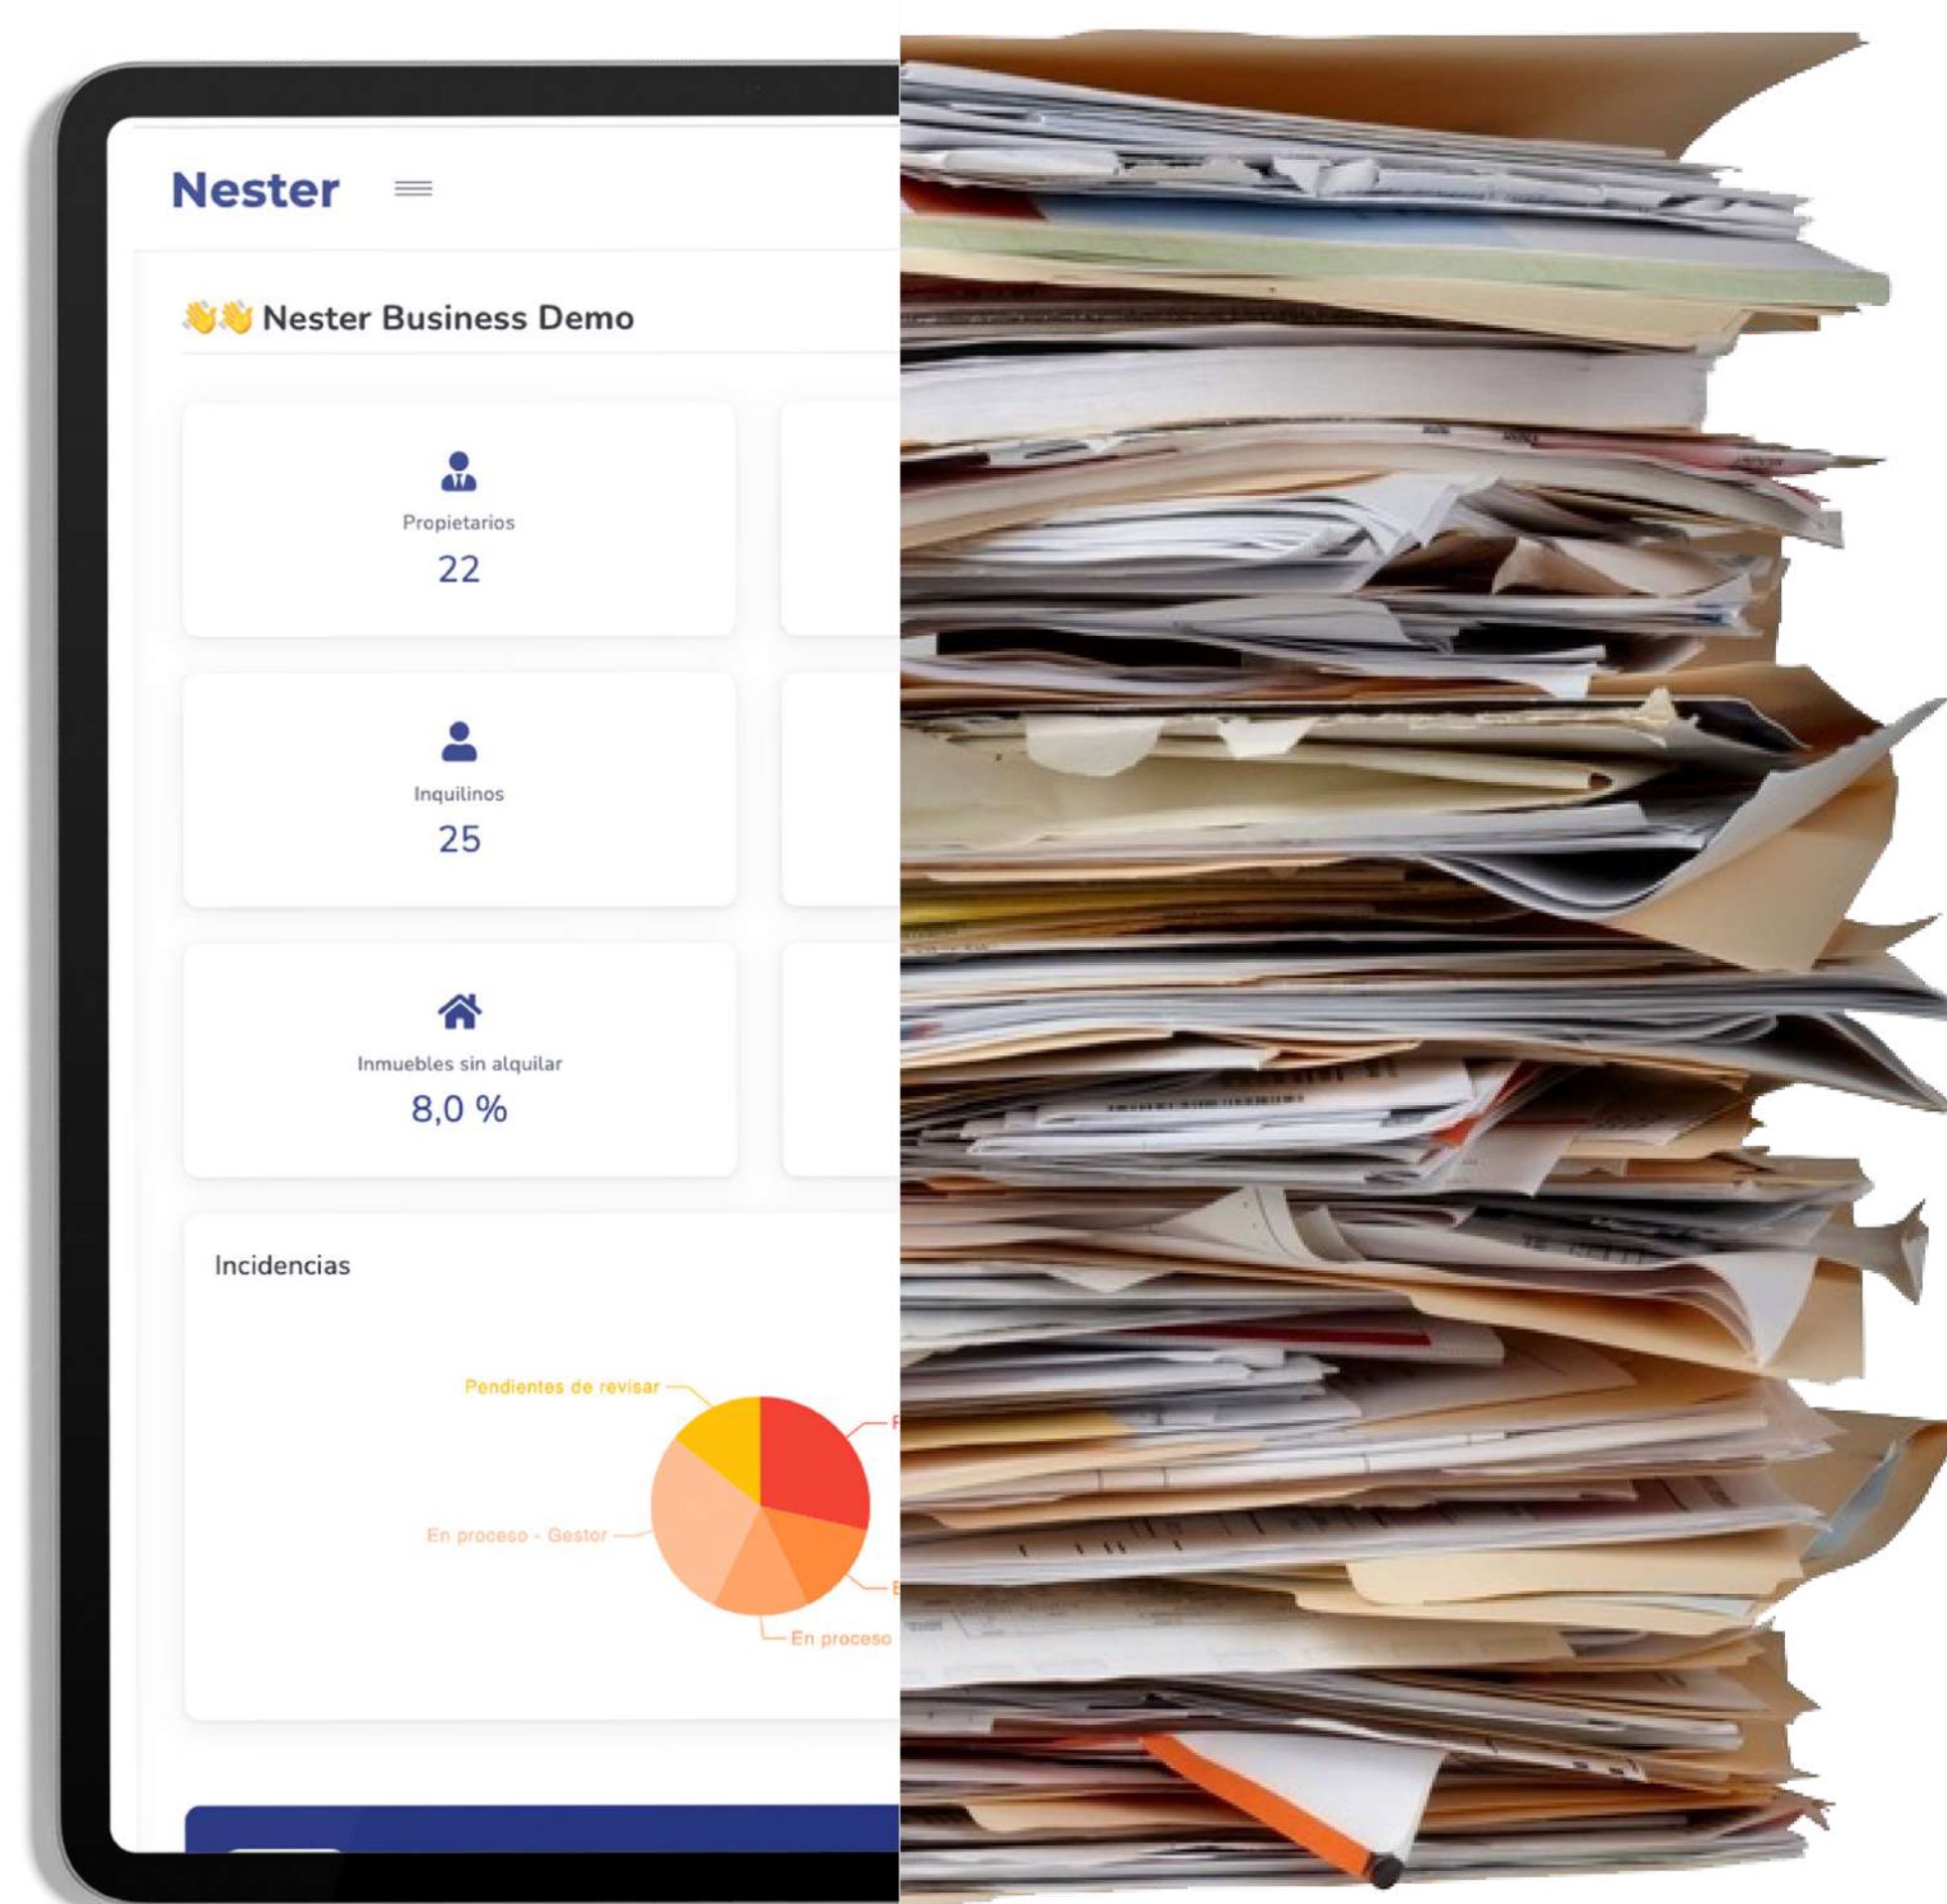 Nester
👋👋 Nester Business Demo
Propietarios
22
Inquilinos
25
Inmuebles sin alquilar
8,0 %
Incidencias
Pendientes de revisar
En proceso - Gestor
En proceso